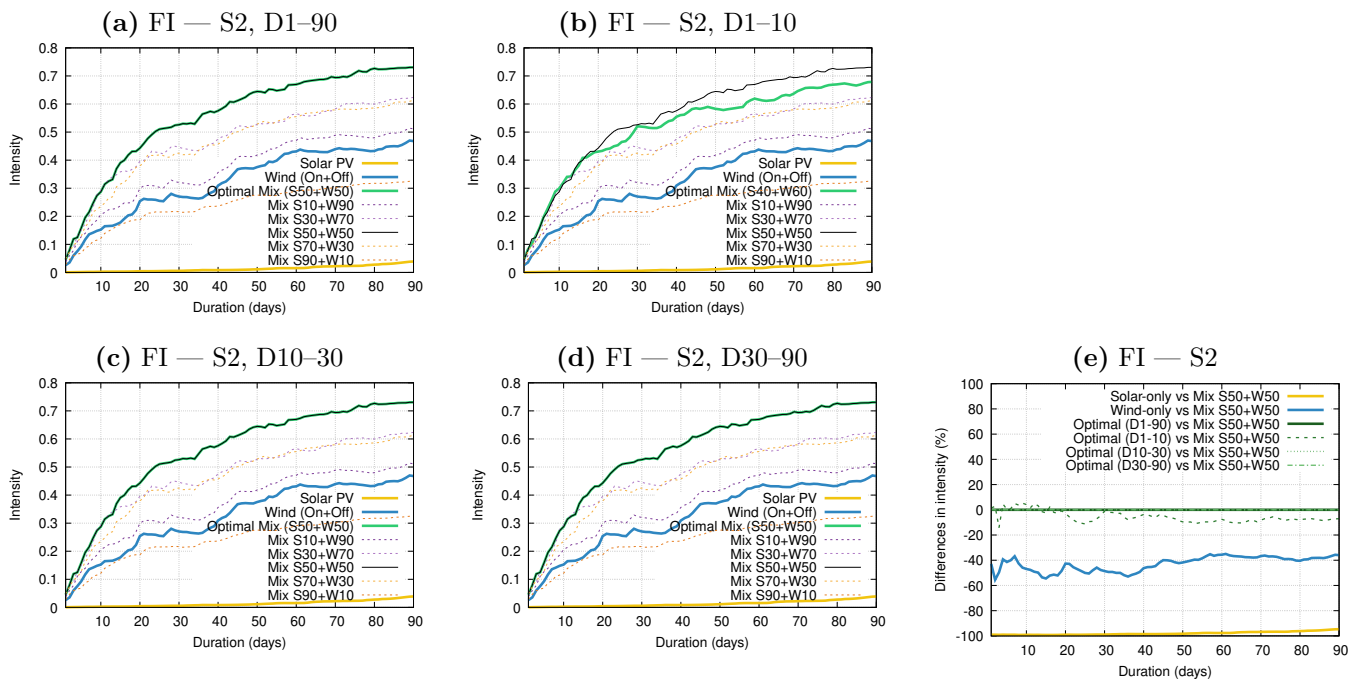 (a) FI — S2, D1–90
0.8
0.7
0.6
0.5
0.4
0.3
0.2
0.1
0
Intensity
Solar PV
Wind (On+Off)
Optimal Mix (S50+W50)
Mix S10+W90
Mix S30+W70
Mix S50+W50
Mix S70+W30
Mix S90+W10
10 20 30 40 50 60 70 80 90
Duration (days)
(b) FI — S2, D1–10
0.8
0.7
0.6
0.5
0.4
0.3
0.2
0.1
0
Intensity
Solar PV
Wind (On+Off)
Optimal Mix (S40+W60)
Mix S10+W90
Mix S30+W70
Mix S50+W50
Mix S70+W30
Mix S90+W10
10 20 30 40 50 60 70 80 90
Duration (days)
(c) FI — S2, D10–30
0.8
0.7
0.6
0.5
0.4
0.3
0.2
0.1
0
Intensity
Solar PV
Wind (On+Off)
Optimal Mix (S50+W50)
Mix S10+W90
Mix S30+W70
Mix S50+W50
Mix S70+W30
Mix S90+W10
10 20 30 40 50 60 70 80 90
Duration (days)
(d) FI — S2, D30–90
0.8
0.7
0.6
0.5
0.4
0.3
0.2
0.1
0
Intensity
Solar PV
Wind (On+Off)
Optimal Mix (S50+W50)
Mix S10+W90
Mix S30+W70
Mix S50+W50
Mix S70+W30
Mix S90+W10
10 20 30 40 50 60 70 80 90
Duration (days)
(e) FI — S2
100
80
60
40
20
0
-20
-40
-60
-80
-100
Differences in intensity (%)
Solar-only vs Mix S50+W50
Wind-only vs Mix S50+W50
Optimal (D1-90) vs Mix S50+W50
Optimal (D1-10) vs Mix S50+W50
Optimal (D10-30) vs Mix S50+W50
Optimal (D30-90) vs Mix S50+W50
10 20 30 40 50 60 70 80 90
Duration (days)